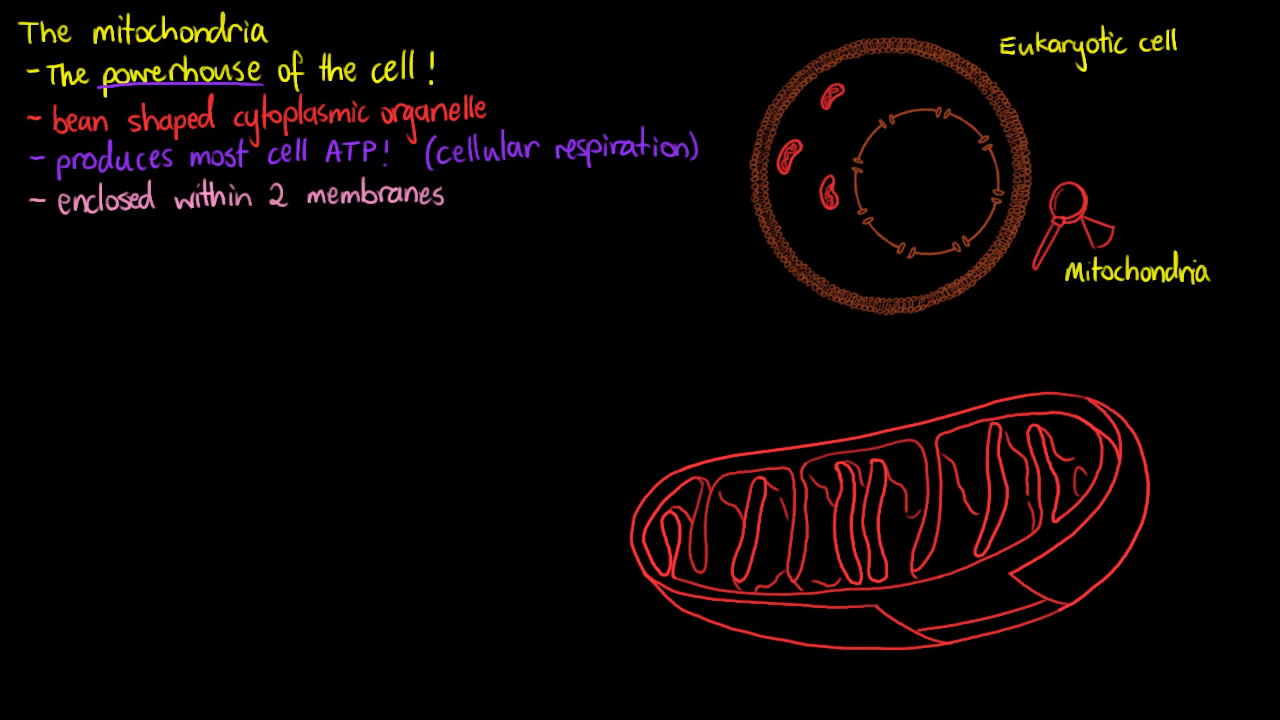 The mitochondria
- The powerhouse of the cell!
- bean shaped cytoplasmic organelle
- produces most cell ATP! (cellular respiration)
- enclosed within 2 membranes
Eukaryotic cell
Mitochondria